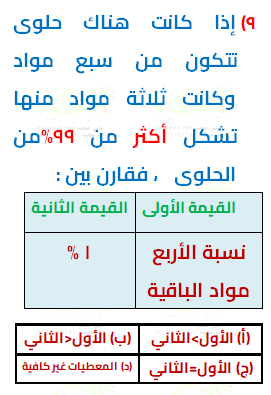 ٩) إذا كانت هناك حلوى
تتكون من سبع مواد
وكانت ثلاثة مواد منها
تشكل أكثر من ٩٩%من
الحلوى ، فقارن بين :
القيمة الأولى القيمة الثانية
نسبة الأربع ١ %
مواد الباقية
(أ) الأول>الثاني (ب) الأول<الثاني
(ج) الأول=الثاني (د) المعطيات غير كافية